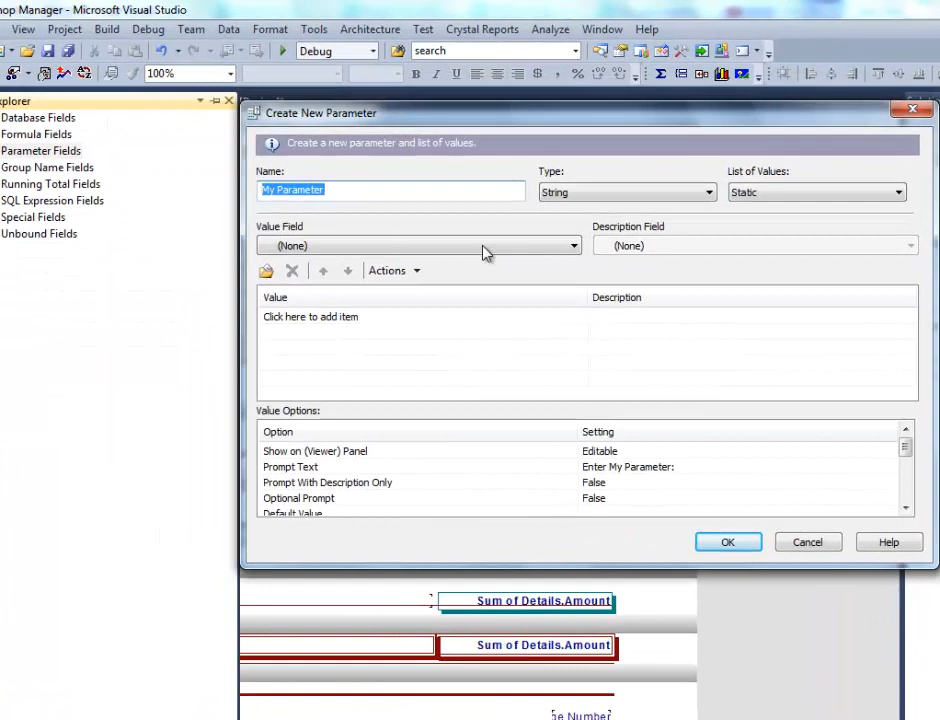 op Manager - Microsoft Visual Studio
View Project Build Debug Team Data Format Tools Architecture Test Crystal Reports Analyze Window Help
Debug search
100% B I U $ , %
xplorer
Database Fields
Formula Fields
Parameter Fields
Group Name Fields
Running Total Fields
SQL Expression Fields
Special Fields
Unbound Fields
Create New Parameter
Create a new parameter and list of values.
Name: Type: List of Values:
My Parameter String Static
Value Field Description Field
(None) (None)
Actions
Value Description
Click here to add item
Value Options:
Option Setting
Show on (Viewer) Panel Editable
Prompt Text Enter My Parameter:
Prompt With Description Only False
Optional Prompt False
Default Value
OK Cancel Help
Sum of Details.Amount
Sum of Details.Amount
ge Number